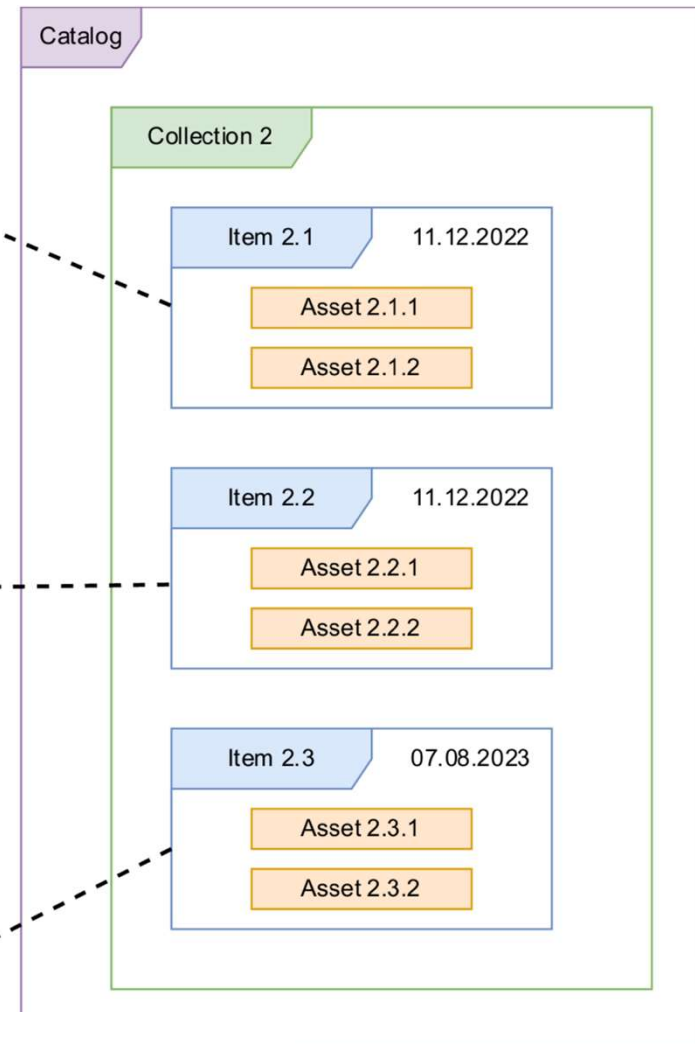 Catalog
Collection 2
Item 2.1 11.12.2022
Asset 2.1.1
Asset 2.1.2
Item 2.2 11.12.2022
Asset 2.2.1
Asset 2.2.2
Item 2.3 07.08.2023
Asset 2.3.1
Asset 2.3.2